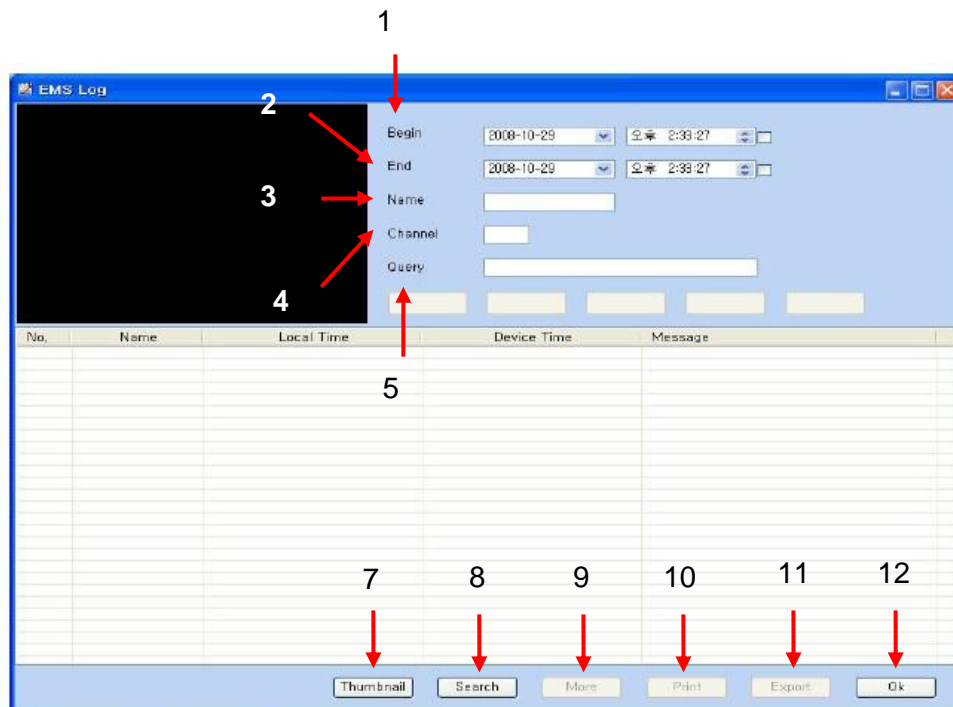 1
EMS Log
2
Begin 2008-10-29 오후 2:33:27
End 2008-10-29 오후 2:33:27
3 Name
Channel
4 Query
No. Name Local Time Device Time Message
5
7 8 9 10 11 12
Thumbnail Search More Print Export Ok